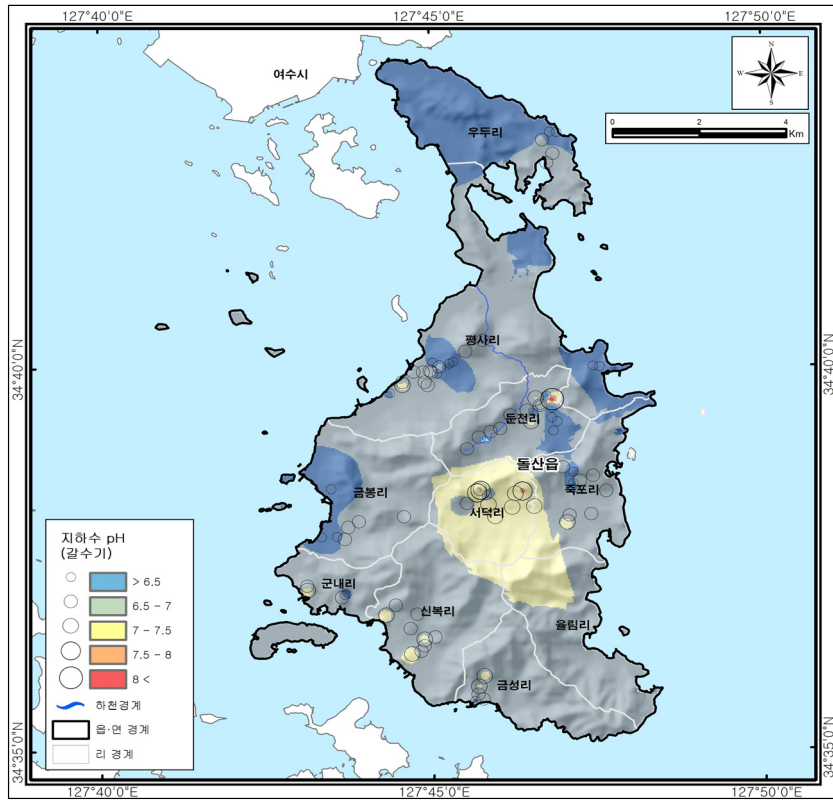 127°40'0"E
127°45'0"E
127°50'0"E
여수시
N
W
E
S
0
2
4
Km
우두리
34°40'0"N
34°40'0"N
평사리
둔전리
돌산읍
금봉리
죽포리
서덕리
군내리
신복리
율림리
금성리
지하수 pH
(갈수기)
> 6.5
6.5 - 7
7 - 7.5
7.5 - 8
8 <
하천경계
읍·면 경계
리 경계
34°35'0"N
34°35'0"N
127°40'0"E
127°45'0"E
127°50'0"E